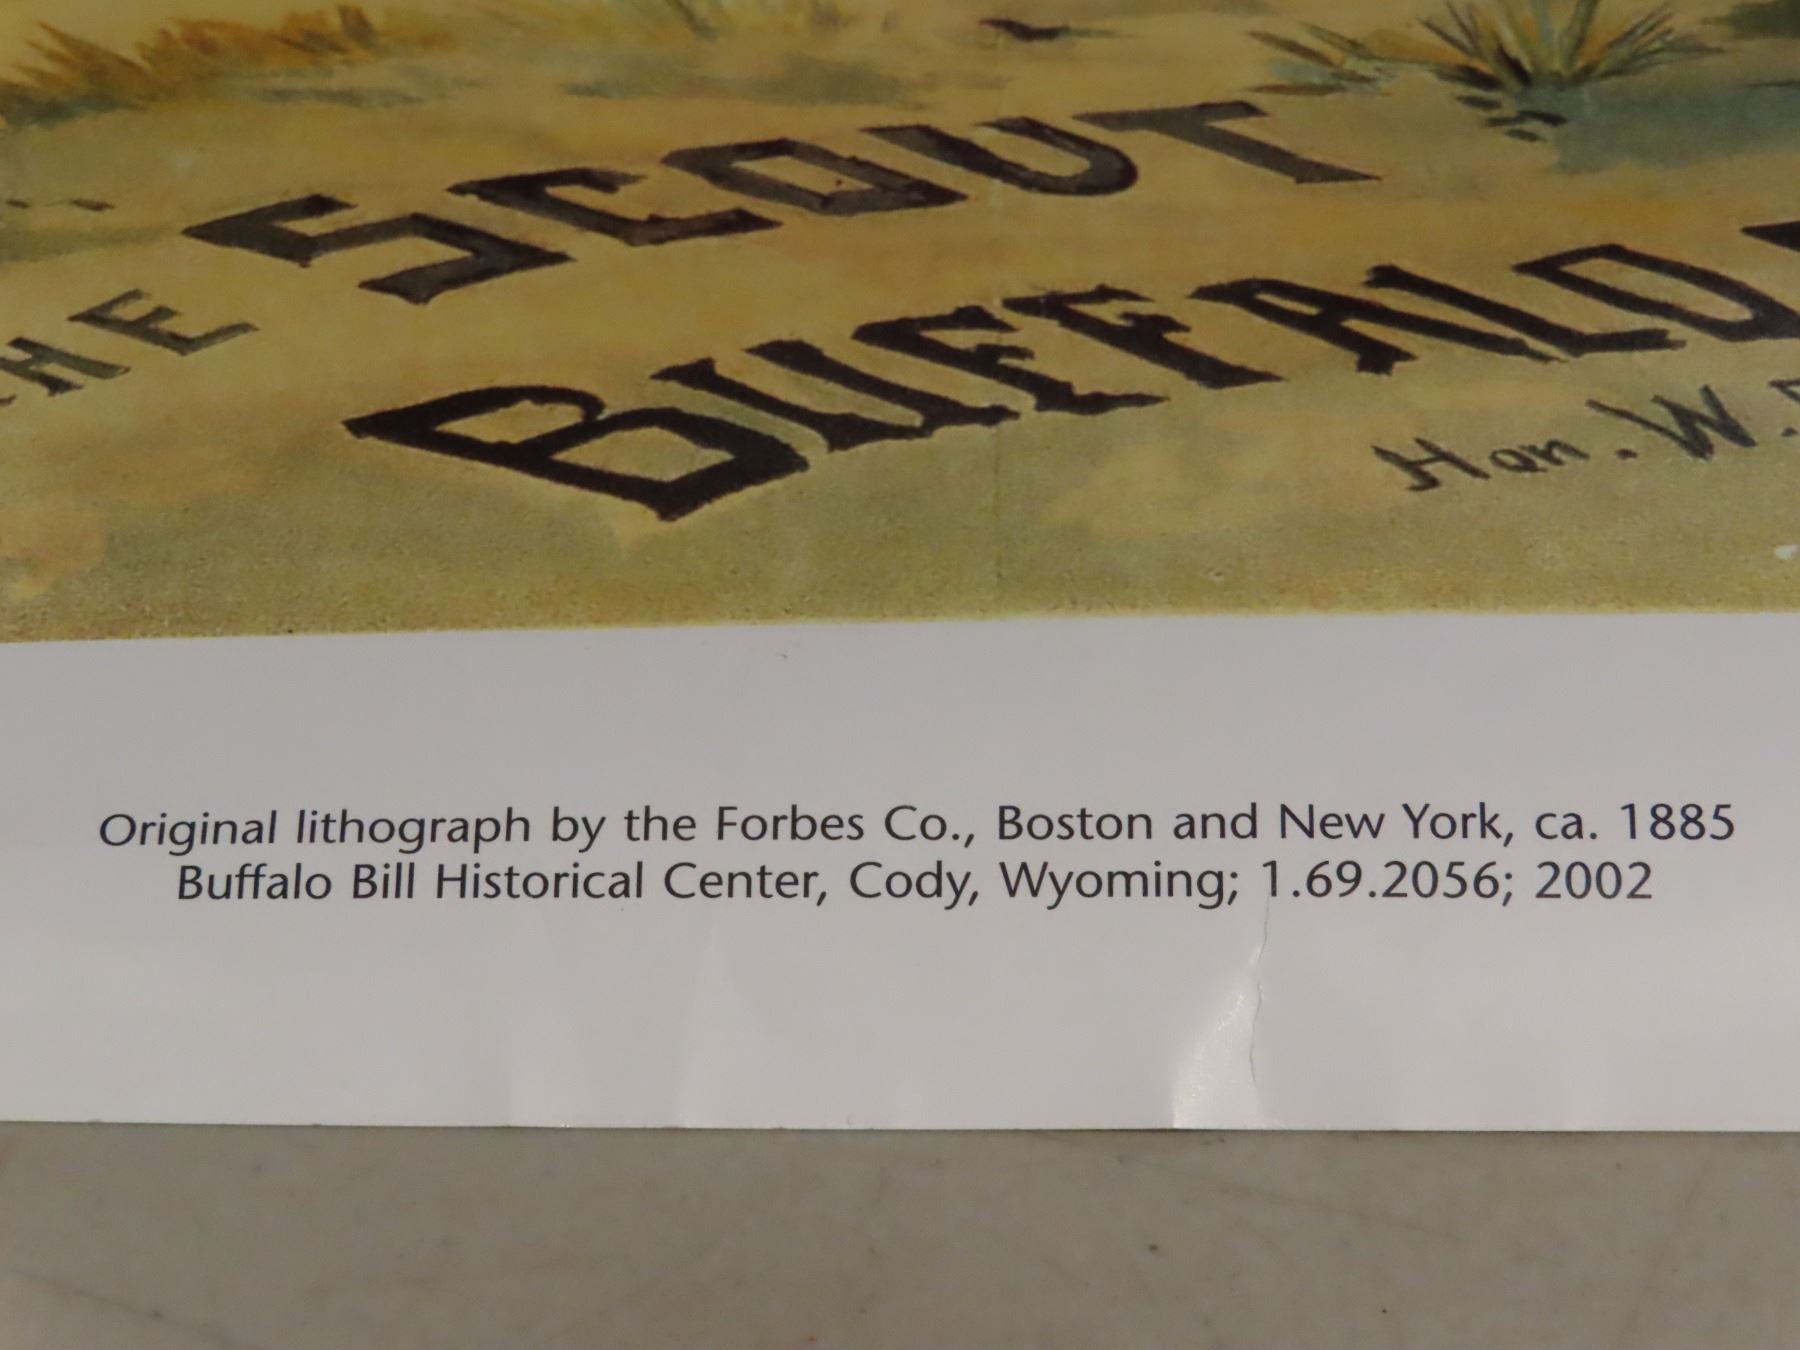 THE SCOUT
BUFFALO
Hon. W.
Original lithograph by the Forbes Co., Boston and New York, ca. 1885
Buffalo Bill Historical Center, Cody, Wyoming; 1.69.2056; 2002